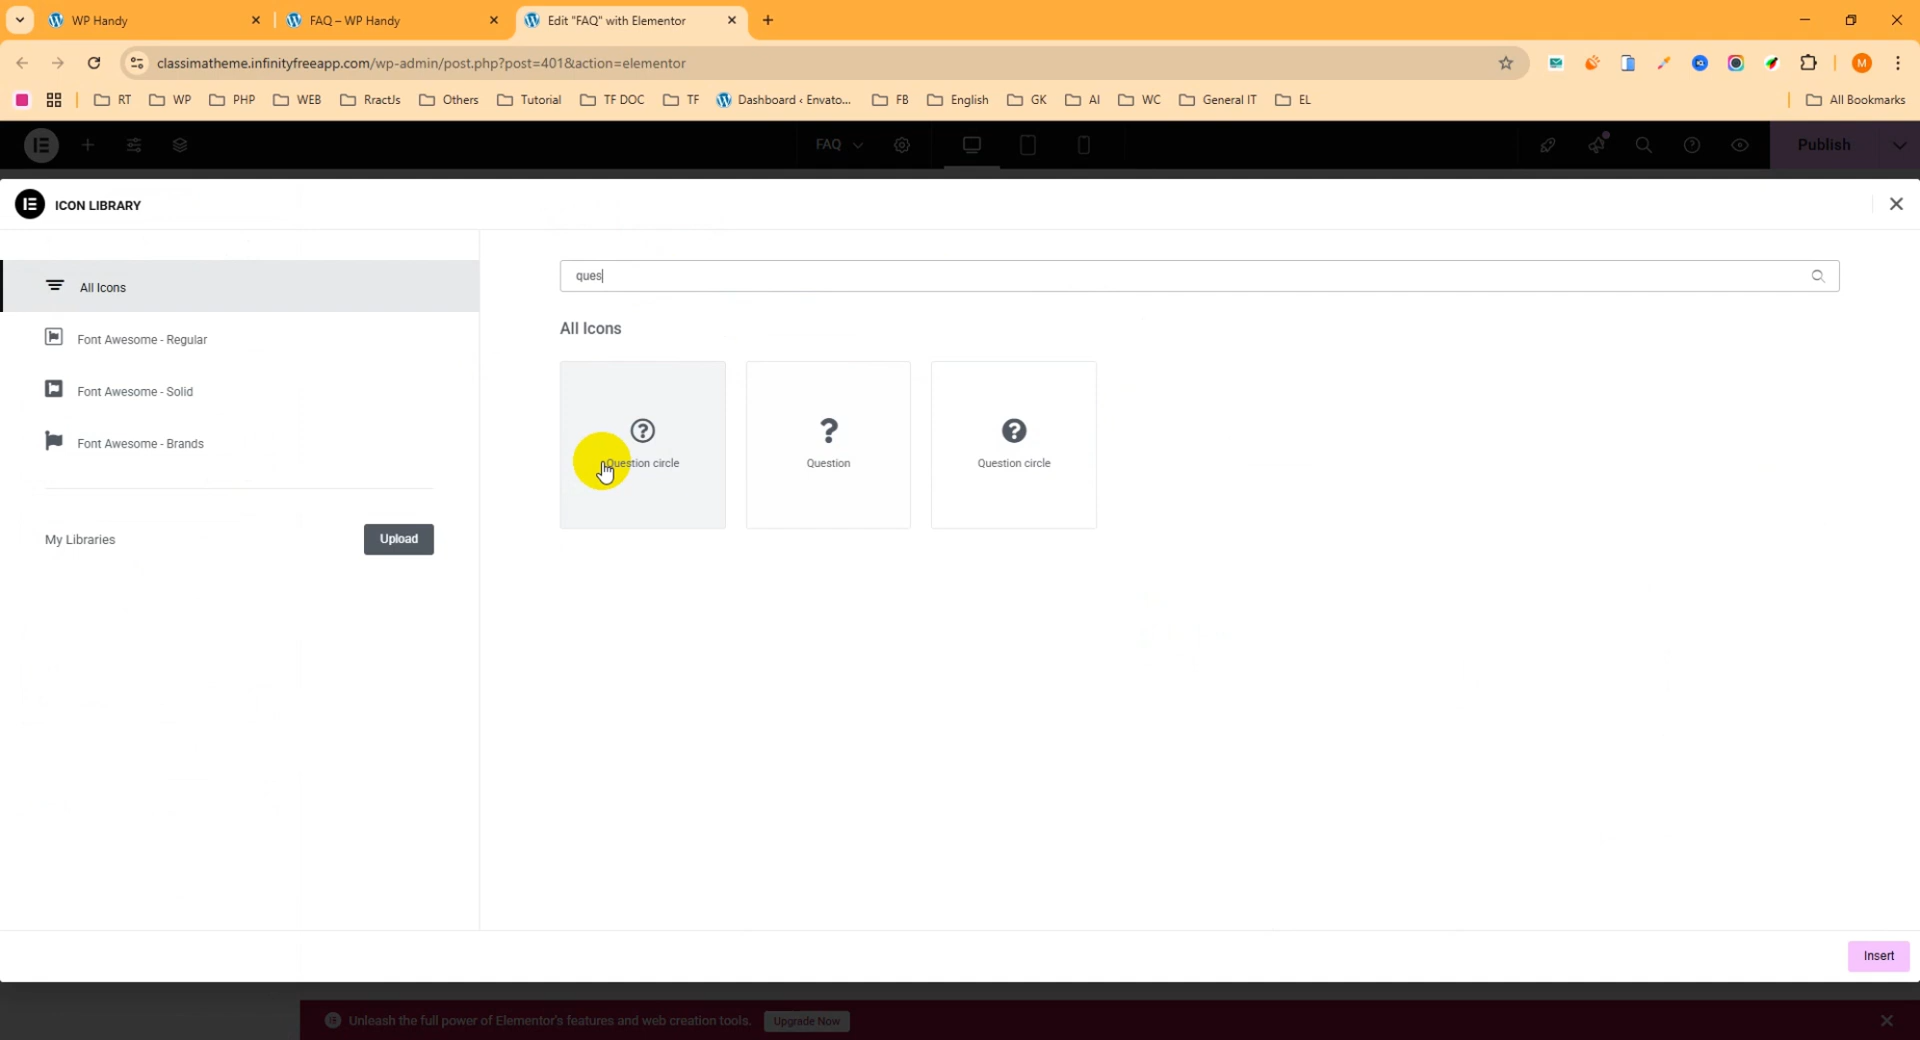 WP Handy
FAQ – WP Handy
Edit "FAQ" with Elementor
classimatheme.infinityfreeapp.com/wp-admin/post.php?post=401&action=elementor
M
RT
WP
PHP
WEB
RractJs
Others
Tutorial
TF DOC
TF
Dashboard ‹ Envato...
FB
English
GK
AI
WC
General IT
EL
All Bookmarks
FAQ
Publish
ICON LIBRARY
All Icons
Font Awesome - Regular
Font Awesome - Solid
Font Awesome - Brands
My Libraries
Upload
ques
All Icons
Question circle
Question
Question circle
Insert
Unleash the full power of Elementor's features and web creation tools.
Upgrade Now